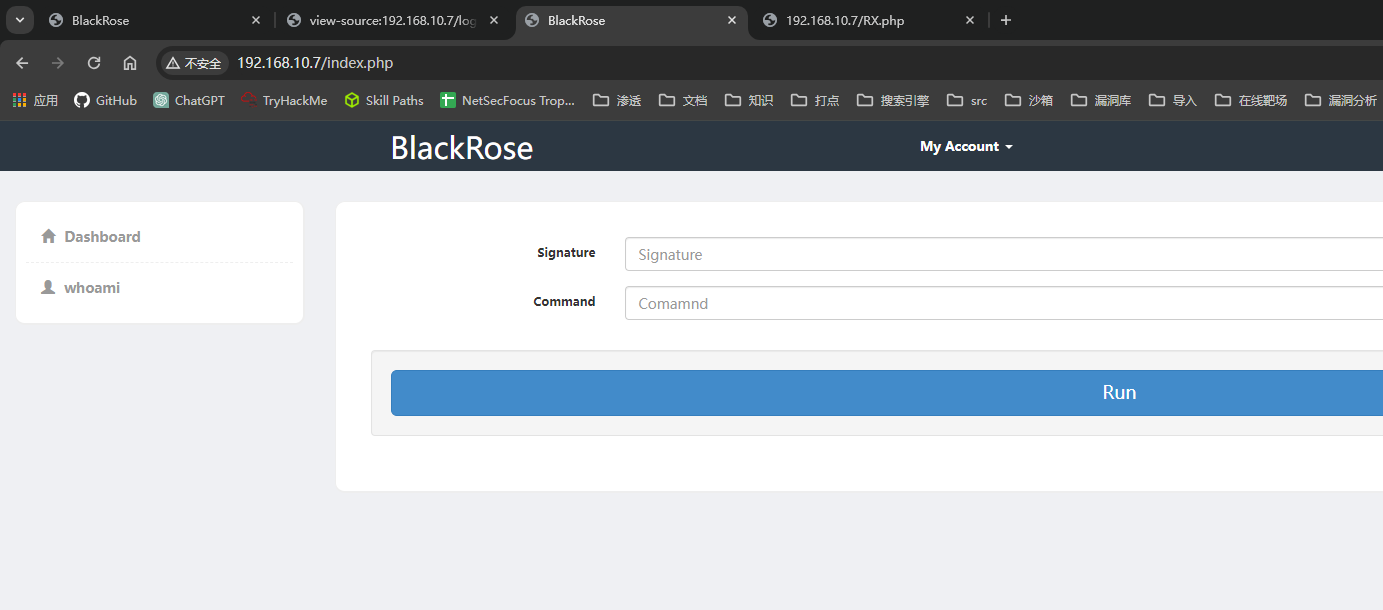 BlackRose
view-source:192.168.10.7/log
BlackRose
192.168.10.7/RX.php
不安全
192.168.10.7/index.php
应用
GitHub
ChatGPT
TryHackMe
Skill Paths
NetSecFocus Trop...
渗透
文档
知识
打点
搜索引擎
src
沙箱
漏洞库
导入
在线靶场
漏洞分析
BlackRose
My Account
Dashboard
whoami
Signature
Signature
Command
Comamnd
Run